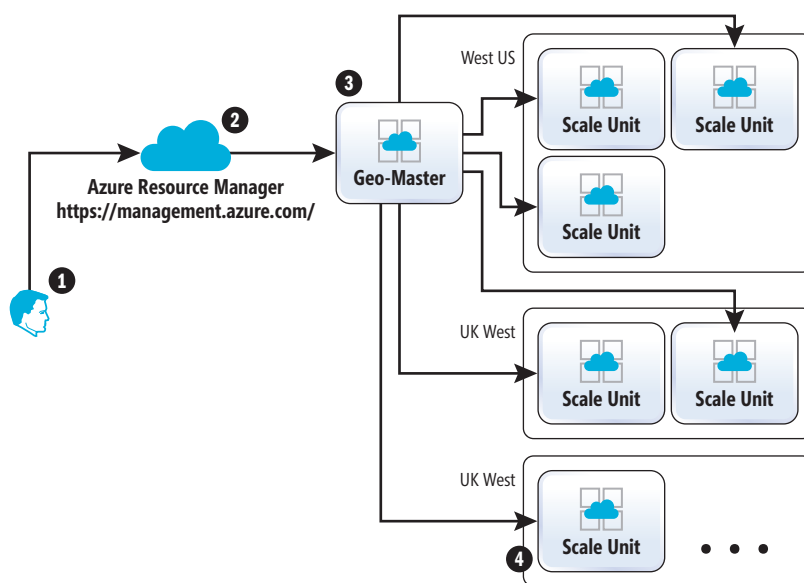 West US
3
Scale Unit
Scale Unit
2
Geo-Master
Azure Resource Manager
https://management.azure.com/
Scale Unit
1
UK West
Scale Unit
Scale Unit
UK West
Scale Unit
4
• • •